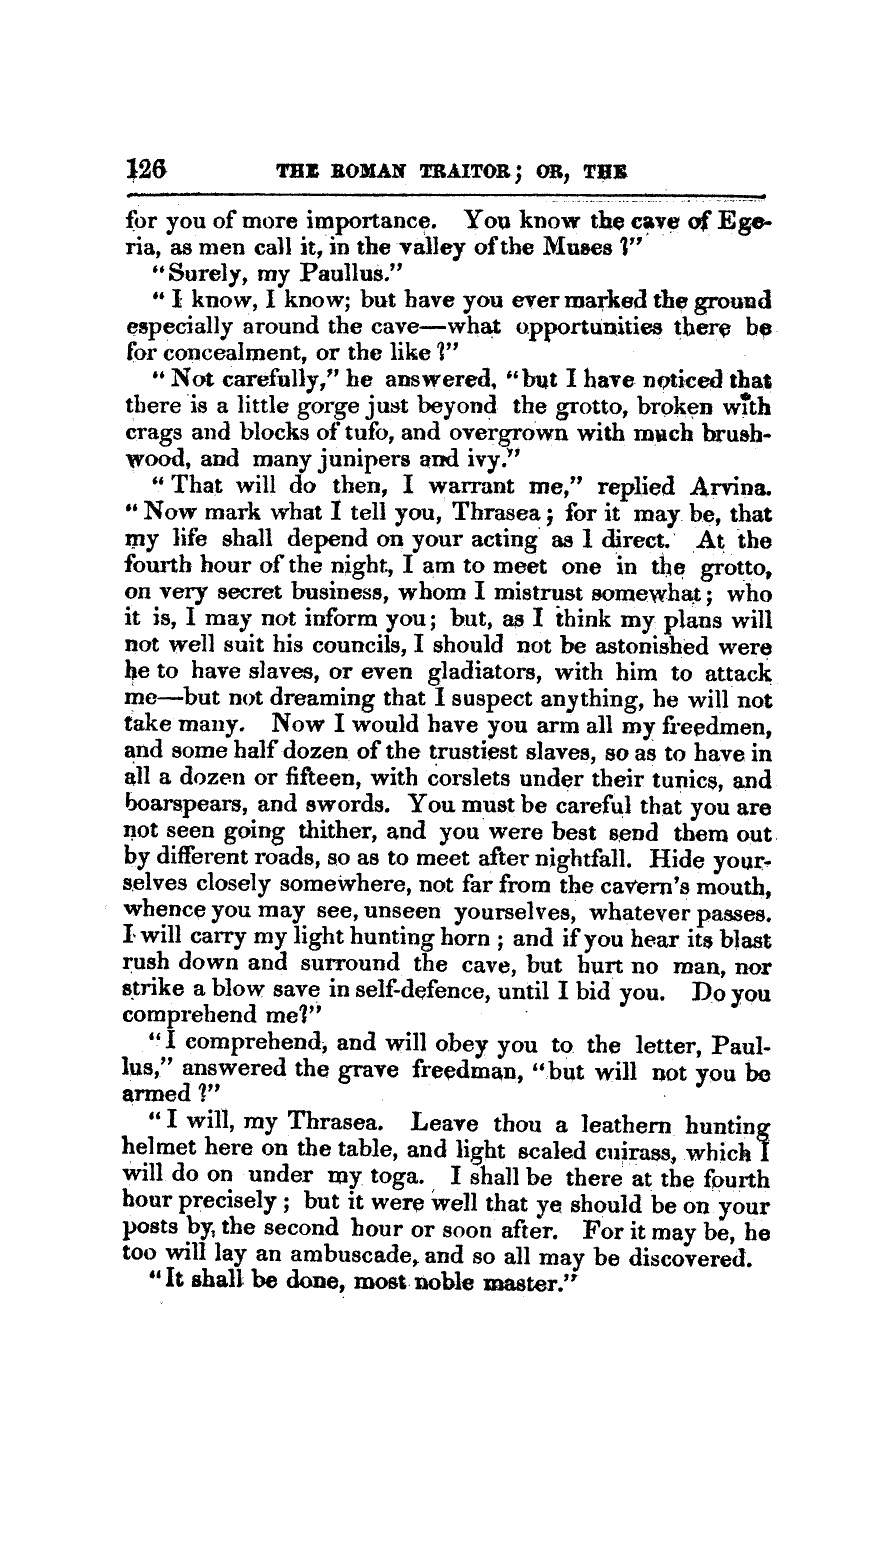 126 THE ROMAN TRAITOR; OR, THE
for you of more importance. You know the cave of Ege-
ria, as men call it, in the valley of the Muses?"
"Surely, my Paullus."
"I know, I know; but have you ever marked the ground
especially around the cave—what opportunities there be
for concealment, or the like?"
"Not carefully," he answered, "but I have noticed that
there is a little gorge just beyond the grotto, broken with
crags and blocks of tufo, and overgrown with much brush-
wood, and many junipers and ivy."
"That will do then, I warrant me," replied Arvina.
"Now mark what I tell you, Thrasea; for it may be, that
my life shall depend on your acting as I direct. At the
fourth hour of the night, I am to meet one in the grotto,
on very secret business, whom I mistrust somewhat; who
it is, I may not inform you; but, as I think my plans will
not well suit his councils, I should not be astonished were
he to have slaves, or even gladiators, with him to attack
me—but not dreaming that I suspect anything, he will not
take many. Now I would have you arm all my freedmen,
and some half dozen of the trustiest slaves, so as to have in
all a dozen or fifteen, with corslets under their tunics, and
boarspears, and swords. You must be careful that you are
not seen going thither, and you were best send them out
by different roads, so as to meet after nightfall. Hide your-
selves closely somewhere, not far from the cavern's mouth,
whence you may see, unseen yourselves, whatever passes.
I will carry my light hunting horn; and if you hear its blast
rush down and surround the cave, but hurt no man, nor
strike a blow save in self-defence, until I bid you. Do you
comprehend me?"
"I comprehend, and will obey you to the letter, Paul-
lus," answered the grave freedman, "but will not you be
armed?"
"I will, my Thrasea. Leave thou a leathern hunting
helmet here on the table, and light scaled cuirass, which I
will do on under my toga. I shall be there at the fourth
hour precisely; but it were well that ye should be on your
posts by, the second hour or soon after. For it may be, he
too will lay an ambuscade, and so all may be discovered.
"It shall be done, most noble master."